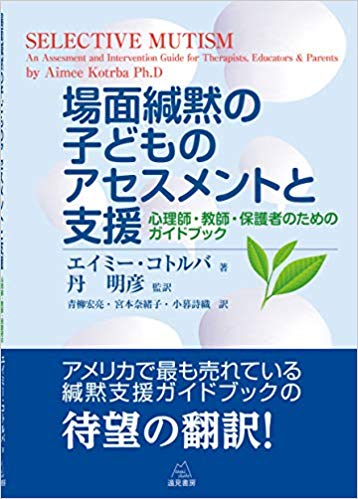 SELECTIVE MUTISM
An Assesment and Intervention Guide for Therapists, Educators & Parents
by Aimee Kotrba Ph.D
場面緘黙の
子どもの
アセスメントと
支援
心理師・教師・保護者のための
ガイドブック
エイミー・コトルバ 著
丹 明彦 監訳
青柳宏亮・宮本奈緒子・小暮詩織 訳
アメリカで最も売れている
緘黙支援ガイドブックの
待望の翻訳!
遠見書房